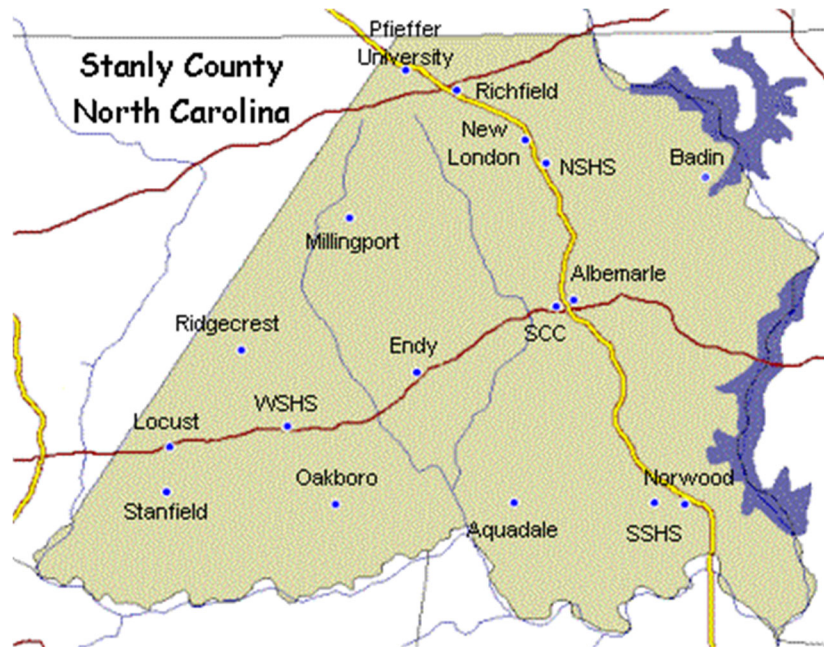 Pfieffer
University
Stanly County
North Carolina
Richfield
New
London
NSHS
Badin
Millingport
Albemarle
SCC
Ridgecrest
Endy
WSHS
Locust
Stanfield
Oakboro
Aquadale
Norwood
SSHS